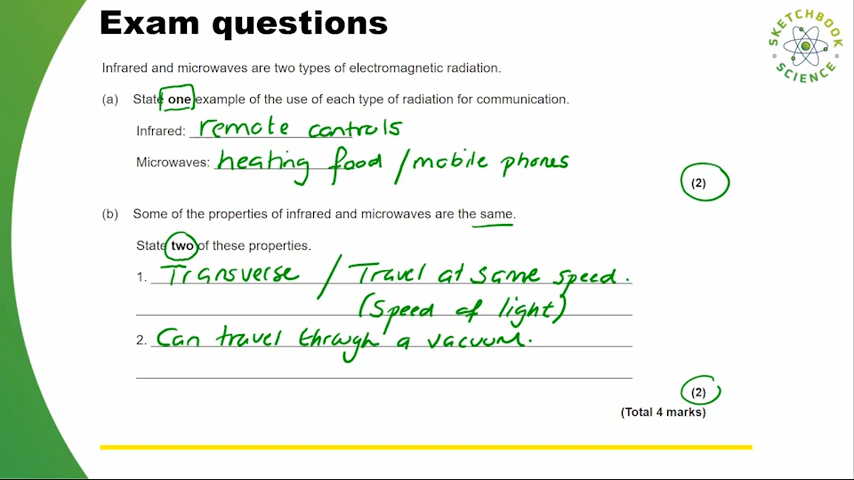 Exam questions
SKETCHBOOK
SCIENCE
Infrared and microwaves are two types of electromagnetic radiation.
(a) State one example of the use of each type of radiation for communication.
Infrared: remote controls
Microwaves: heating food / mobile phones
(2)
(b) Some of the properties of infrared and microwaves are the same.
State two of these properties.
1. Transverse / Travel at same speed.
(Speed of light)
2. Can travel through a vacuum.
(2)
(Total 4 marks)